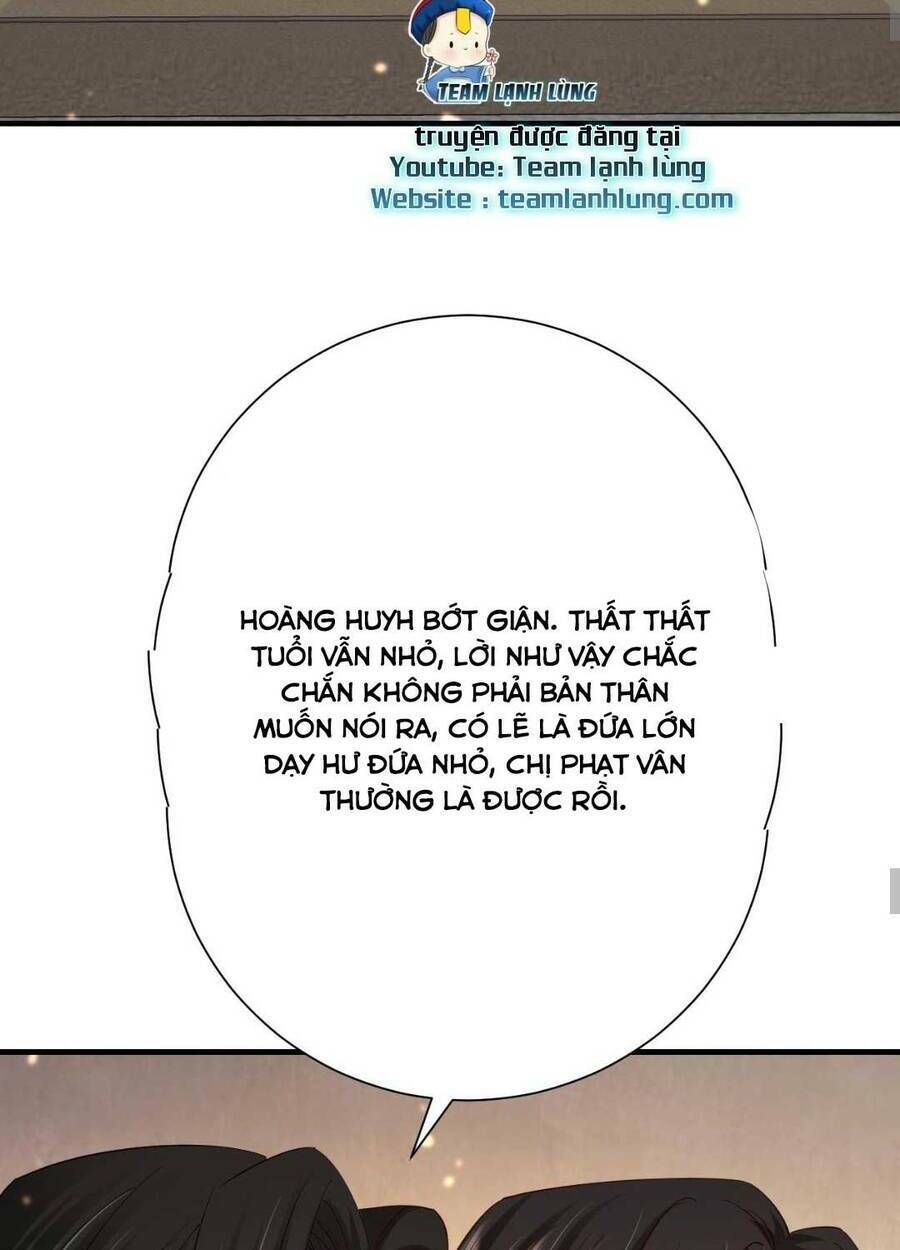 TEAM LẠNH LÙNG
truyện được đăng tại
Youtube: Team lạnh lùng
Website : teamlanhlung.com
HOÀNG HUYH BỚT GIẬN. THẤT THẤT
TUỔI VẪN NHỎ, LỜI NHƯ VẬY CHẮC
CHẮN KHÔNG PHẢI BẢN THÂN
MUỐN NÓI RA, CÓ LẼ LÀ ĐỨA LỚN
DẠY HƯ ĐỨA NHỎ, CHỊ PHẠT VÂN
THƯỜNG LÀ ĐƯỢC RỒI.